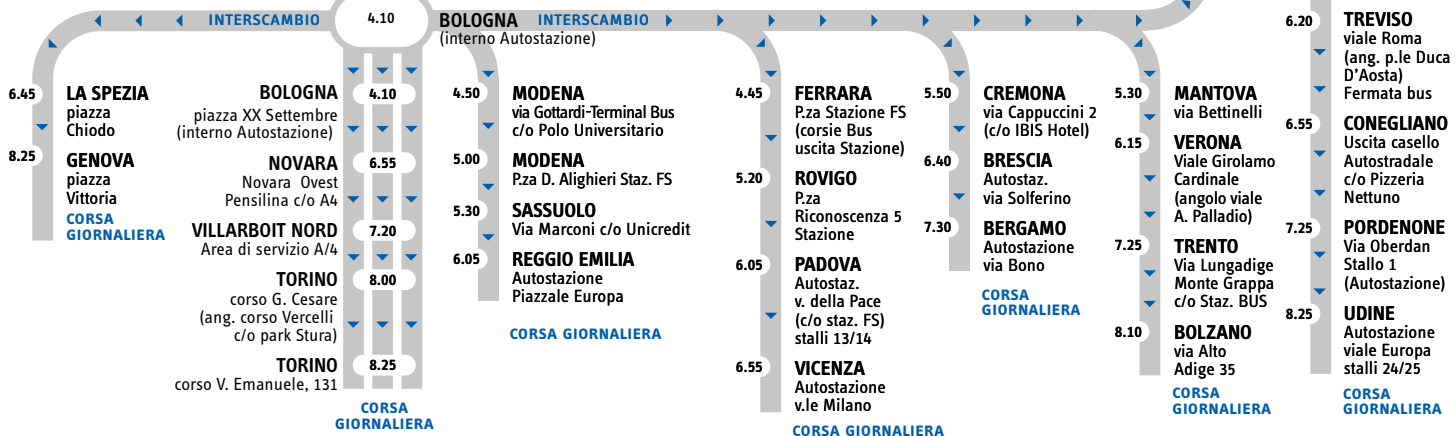 INTERSCAMBIO
4.10
BOLOGNA
INTERSCAMBIO
(interno Autostazione)
6.45
LA SPEZIA
piazza
Chiodo
8.25
GENOVA
piazza
Vittoria
CORSA
GIORNALIERA
BOLOGNA
4.10
piazza XX Settembre
(interno Autostazione)
NOVARA
6.55
Novara Ovest
Pensilina c/o A4
VILLARBOIT NORD
7.20
Area di servizio A/4
TORINO
8.00
corso G. Cesare
(ang. corso Vercelli
c/o park Stura)
TORINO
8.25
corso V. Emanuele, 131
CORSA
GIORNALIERA
4.50
MODENA
via Gottardi-Terminal Bus
c/o Polo Universitario
5.00
MODENA
P.za D. Alighieri Staz. FS
5.30
SASSUOLO
Via Marconi c/o Unicredit
6.05
REGGIO EMILIA
Autostazione
Piazzale Europa
CORSA GIORNALIERA
4.45
FERRARA
P.za Stazione FS
(corsie Bus
uscita Stazione)
5.20
ROVIGO
P.za
Riconoscenza 5
Stazione
6.05
PADOVA
Autostaz.
v. della Pace
(c/o staz. FS)
stalli 13/14
6.55
VICENZA
Autostazione
v.le Milano
CORSA GIORNALIERA
5.50
CREMONA
via Cappuccini 2
(c/o IBIS Hotel)
6.40
BRESCIA
Autostaz.
via Solferino
7.30
BERGAMO
Autostazione
via Bono
CORSA
GIORNALIERA
5.30
MANTOVA
via Bettinelli
6.15
VERONA
Viale Girolamo
Cardinale
(angolo viale
A. Palladio)
7.25
TRENTO
Via Lungadige
Monte Grappa
c/o Staz. BUS
8.10
BOLZANO
via Alto
Adige 35
CORSA
GIORNALIERA
6.20
TREVISO
viale Roma
(ang. p.le Duca
D'Aosta)
Fermata bus
6.55
CONEGLIANO
Uscita casello
Autostradale
c/o Pizzeria
Nettuno
7.25
PORDENONE
Via Oberdan
Stallo 1
(Autostazione)
8.25
UDINE
Autostazione
viale Europa
stalli 24/25
CORSA
GIORNALIERA